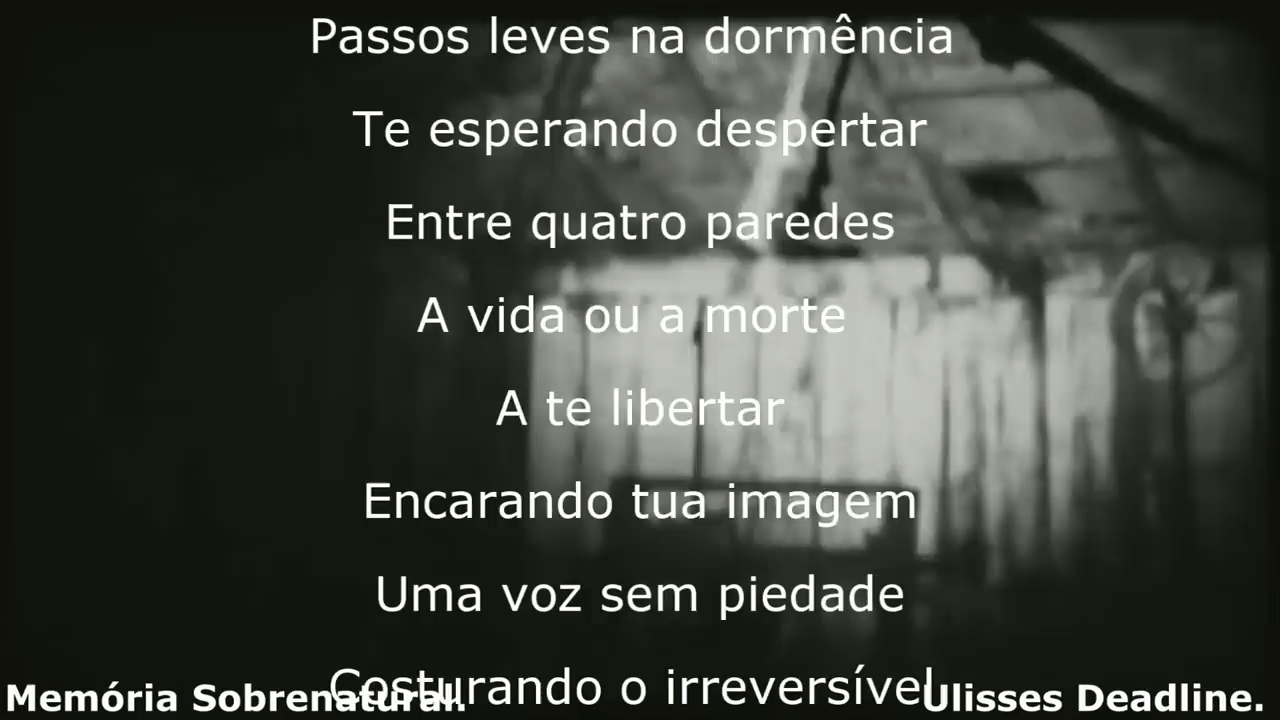 Passos leves na dormência
Te esperando despertar
Entre quatro paredes
A vida ou a morte
A te libertar
Encarando tua imagem
Uma voz sem piedade
Costurando o irreversível
Memória Sobrenatural.
Ulisses Deadline.